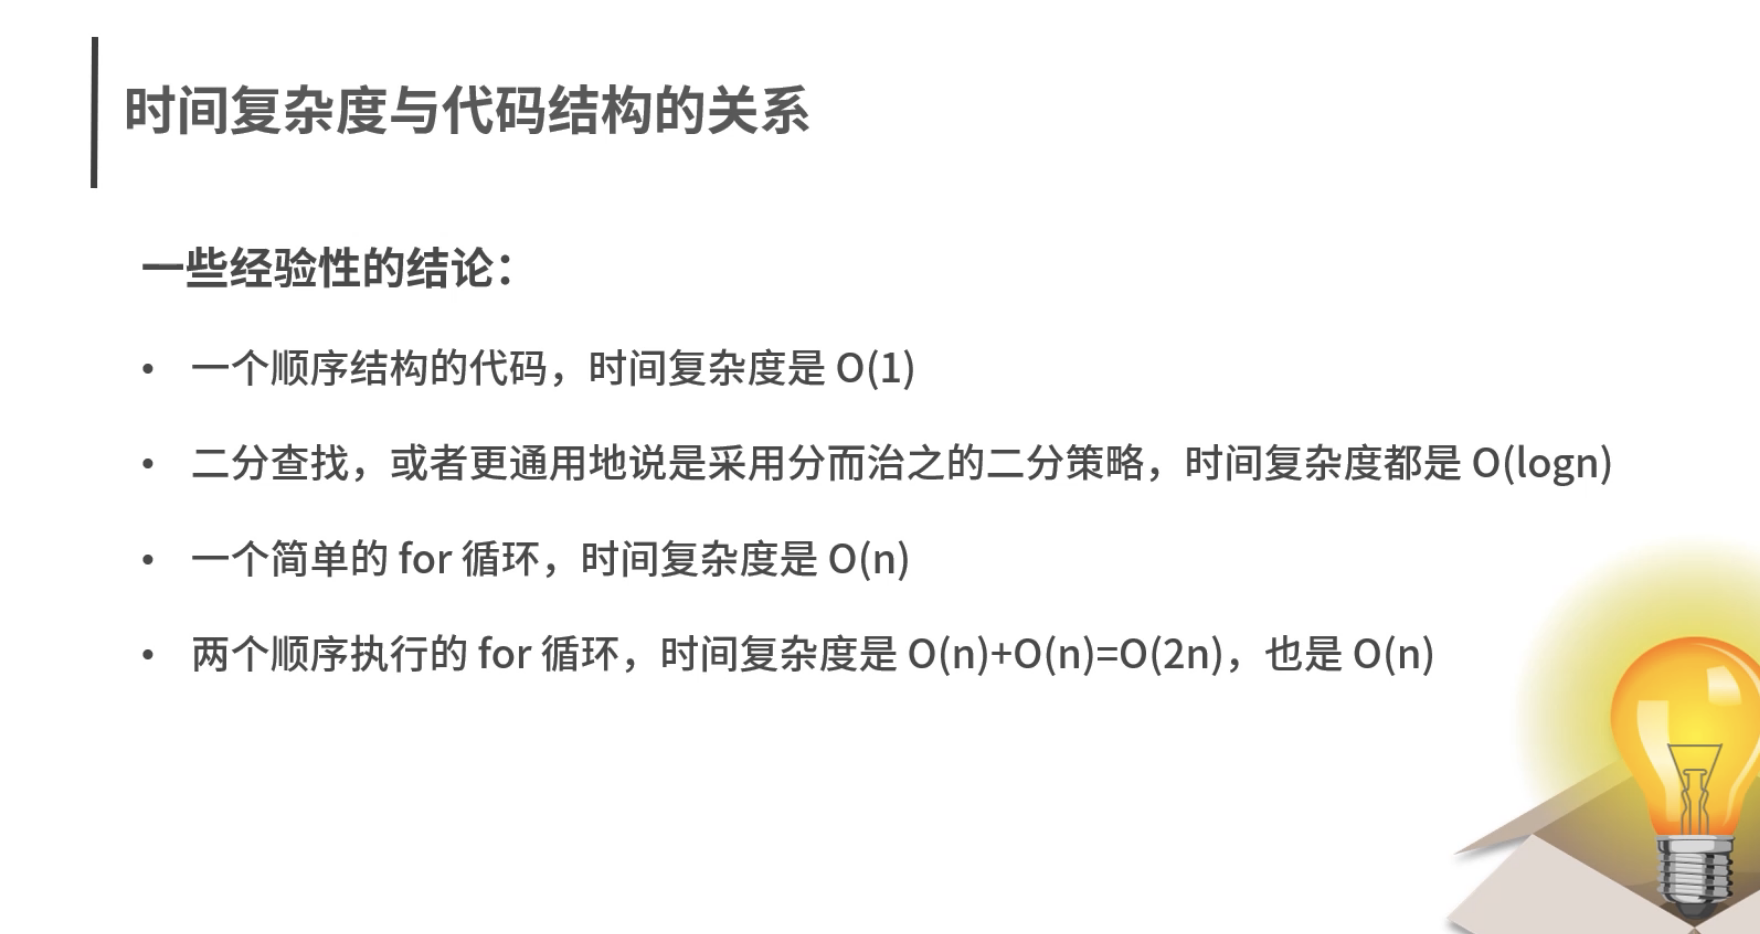 时间复杂度与代码结构的关系
一些经验性的结论：
• 一个顺序结构的代码，时间复杂度是 O(1)
• 二分查找，或者更通用地说是采用分而治之的二分策略，时间复杂度都是 O(logn)
• 一个简单的 for 循环，时间复杂度是 O(n)
• 两个顺序执行的 for 循环，时间复杂度是 O(n)+O(n)=O(2n)，也是 O(n)